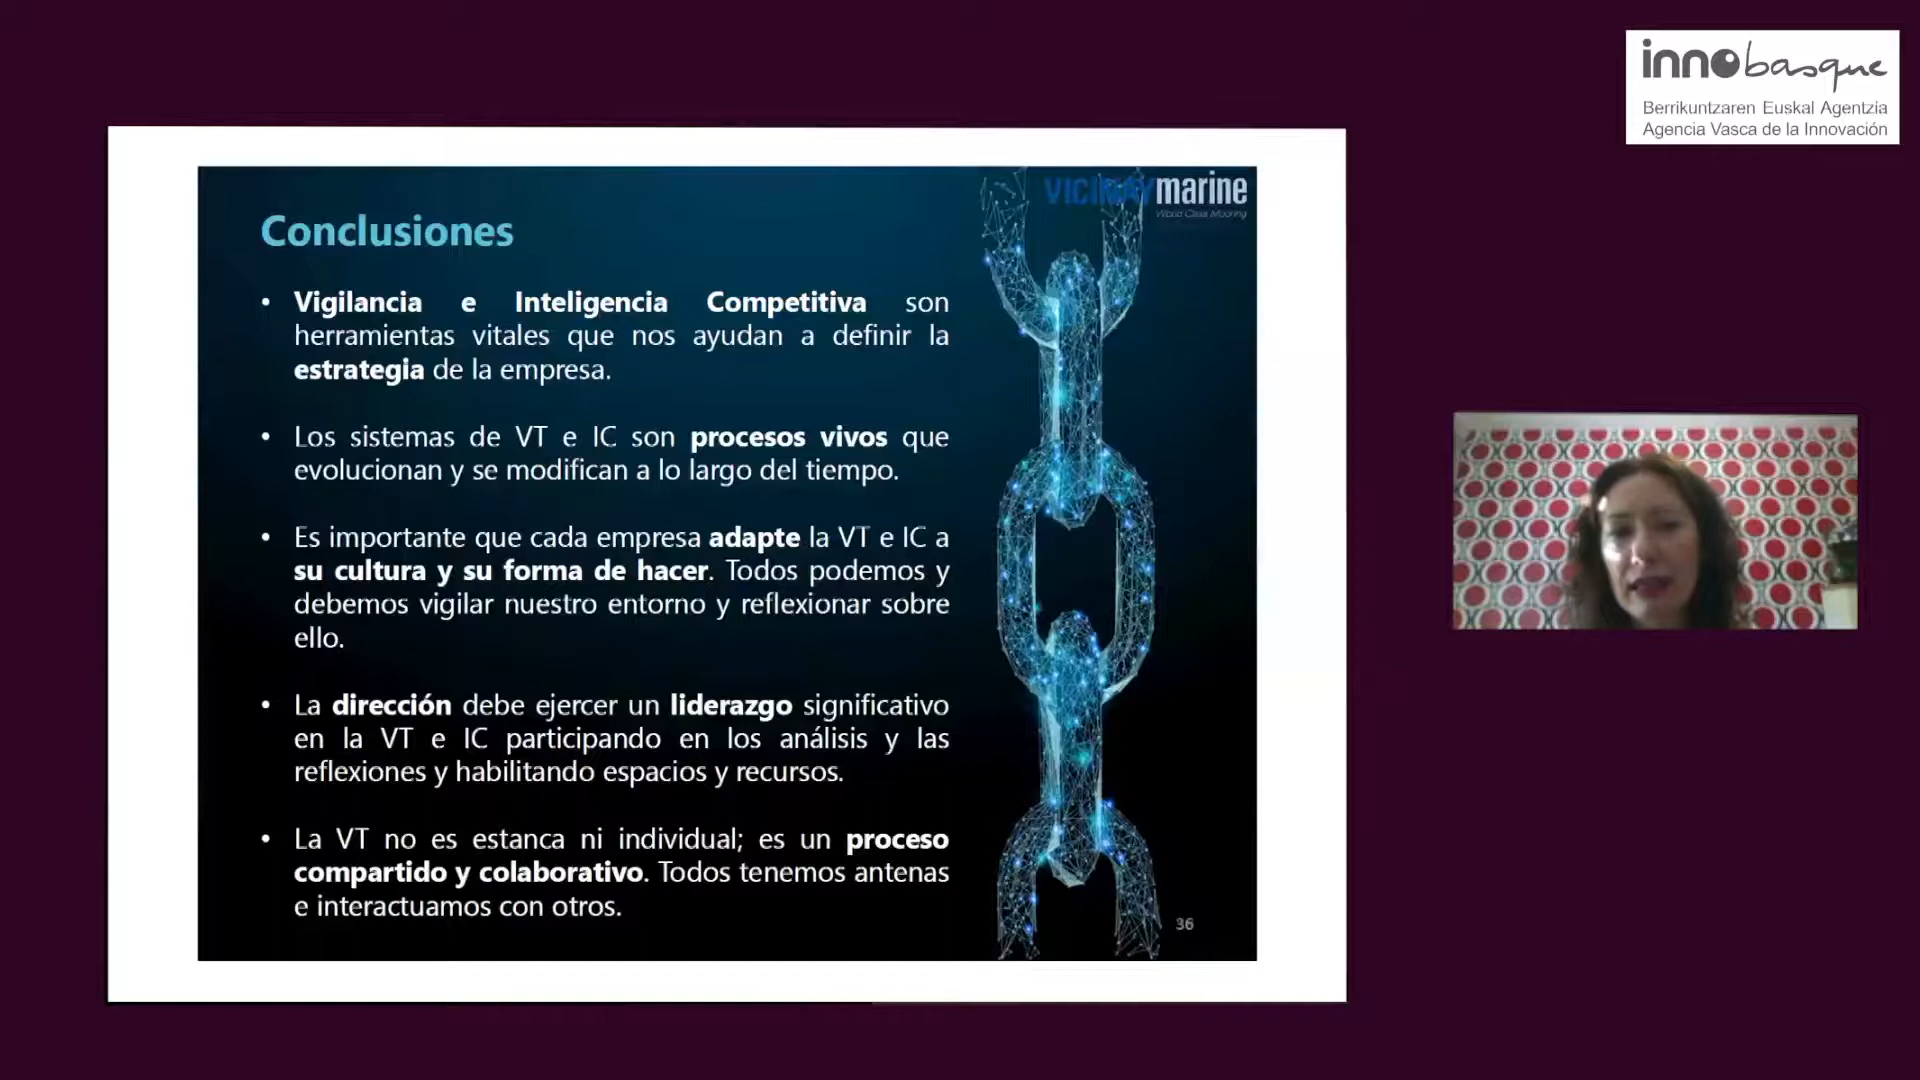 innobasque
Berrikuntzaren Euskal Agentzia
Agencia Vasca de la Innovación
VICINAY marine
World Class Mooring
Conclusiones
• Vigilancia e Inteligencia Competitiva son
herramientas vitales que nos ayudan a definir la
estrategia de la empresa.
• Los sistemas de VT e IC son procesos vivos que
evolucionan y se modifican a lo largo del tiempo.
• Es importante que cada empresa adapte la VT e IC a
su cultura y su forma de hacer. Todos podemos y
debemos vigilar nuestro entorno y reflexionar sobre
ello.
• La dirección debe ejercer un liderazgo significativo
en la VT e IC participando en los análisis y las
reflexiones y habilitando espacios y recursos.
• La VT no es estanca ni individual; es un proceso
compartido y colaborativo. Todos tenemos antenas
e interactuamos con otros.
36